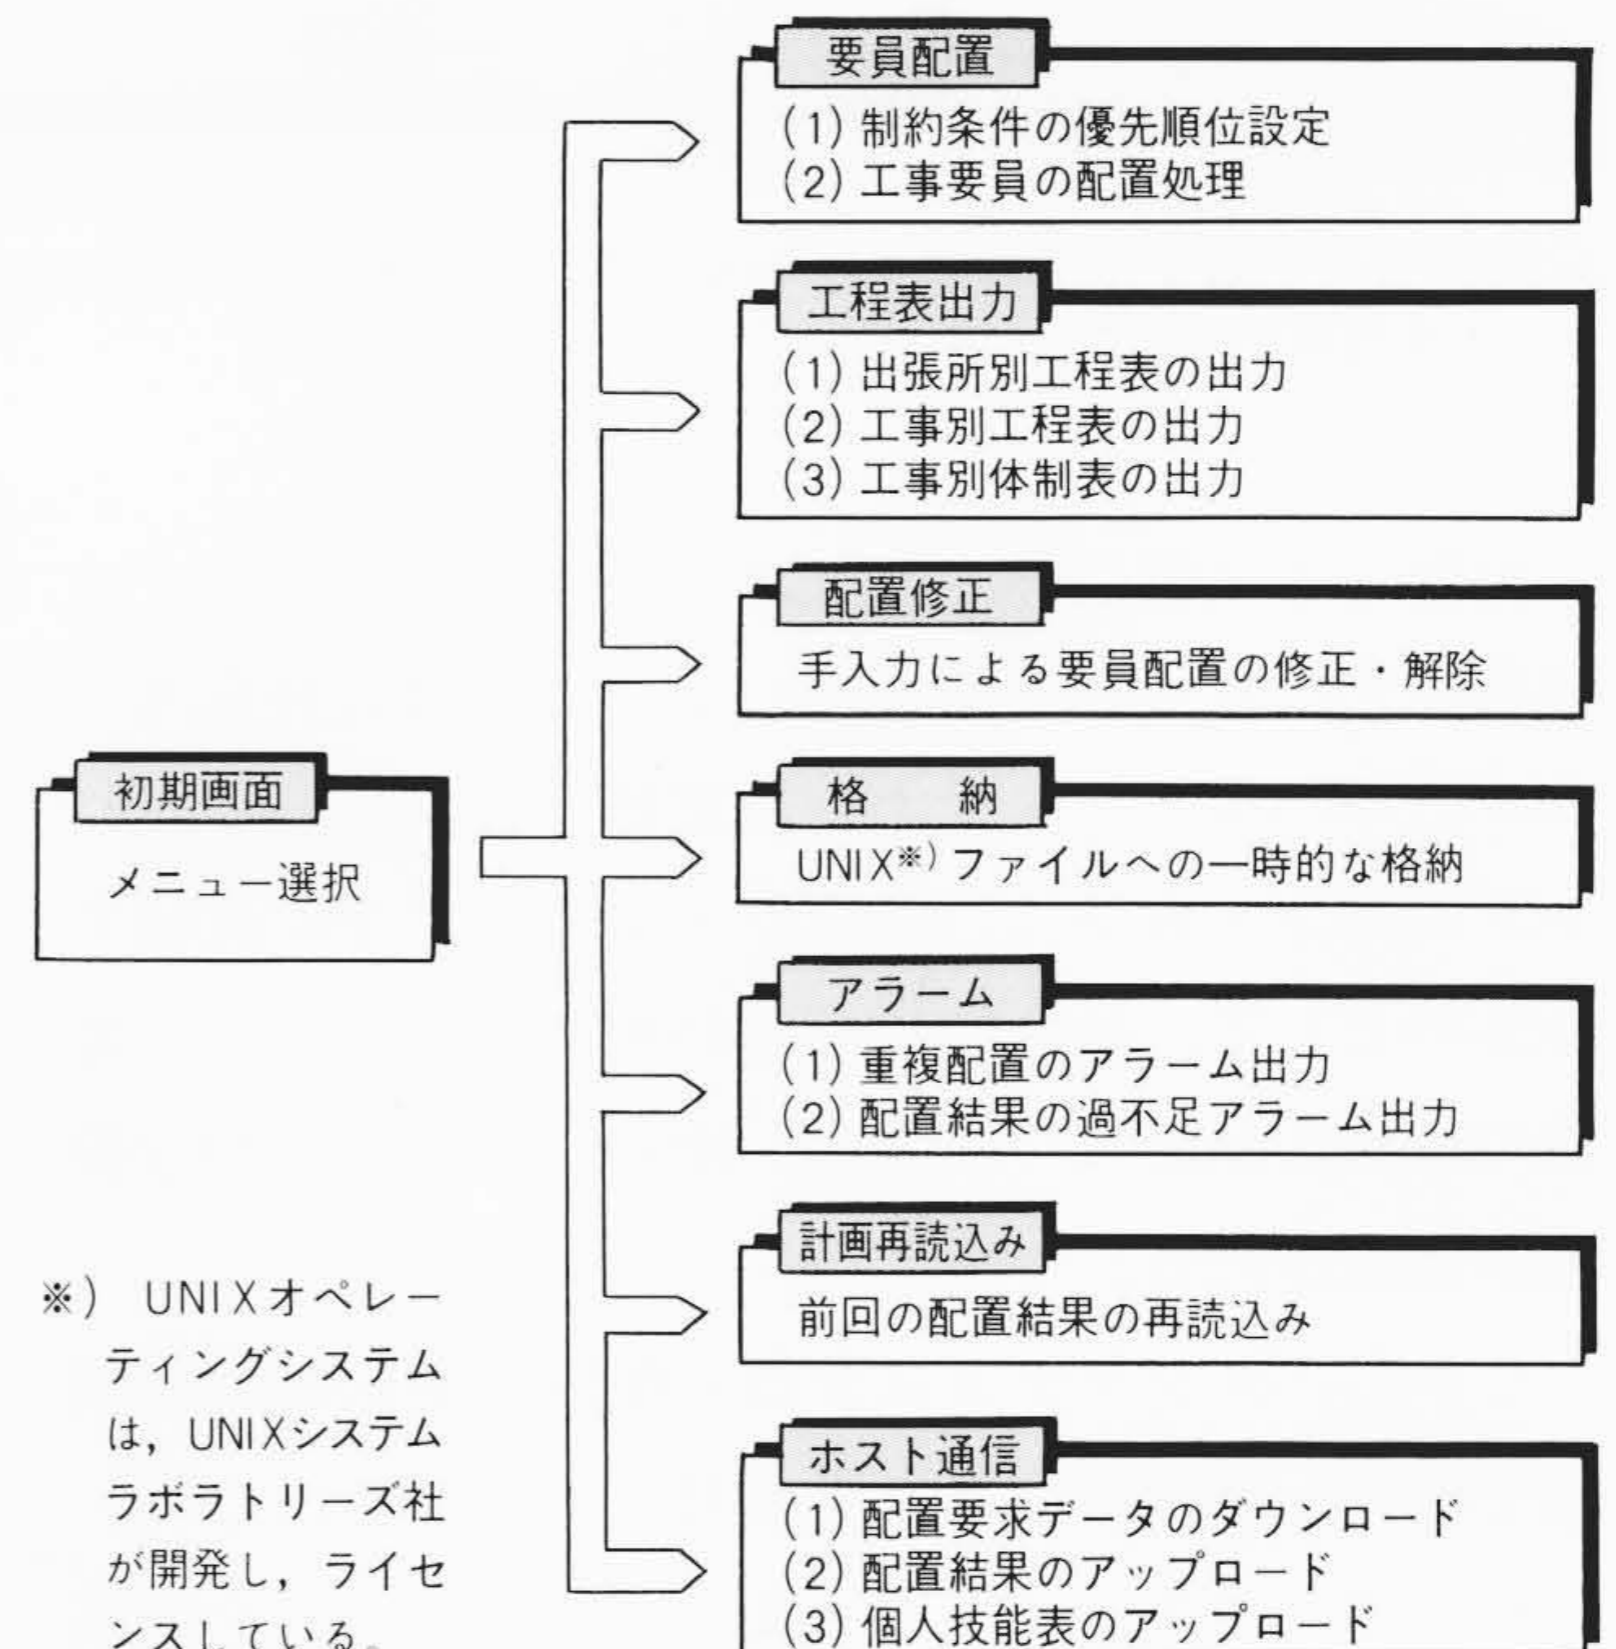 要員配置
(1) 制約条件の優先順位設定
(2) 工事要員の配置処理
工程表出力
(1) 出張所別工程表の出力
(2) 工事別工程表の出力
(3) 工事別体制表の出力
配置修正
手入力による要員配置の修正・解除
初期画面
メニュー選択
格　納
UNIX※) ファイルへの一時的な格納
アラーム
(1) 重複配置のアラーム出力
(2) 配置結果の過不足アラーム出力
計画再読込み
前回の配置結果の再読込み
ホスト通信
(1) 配置要求データのダウンロード
(2) 配置結果のアップロード
(3) 個人技能表のアップロード
※) UNIXオペレー
ティングシステム
は，UNIXシステム
ラボラトリーズ社
が開発し，ライセ
ンスしている。